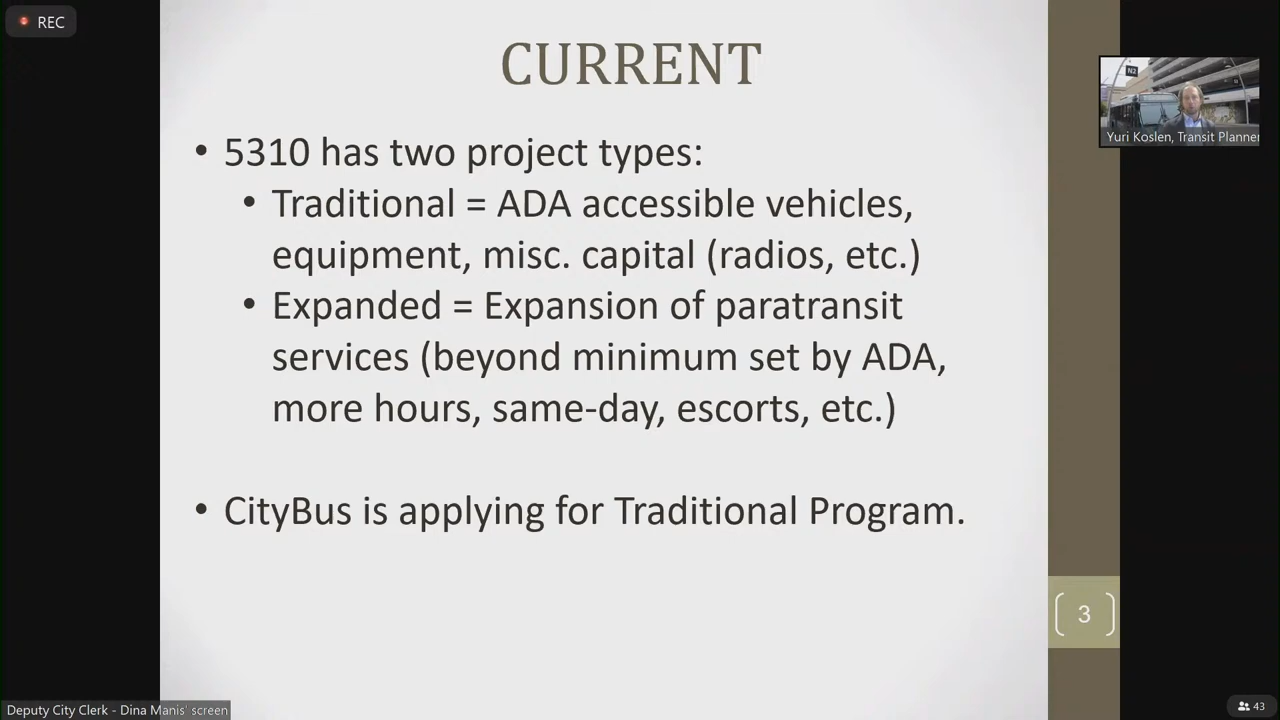 REC
CURRENT
N2
• 5310 has two project types:
Yuri Koslen, Transit Planner
• Traditional = ADA accessible vehicles,
equipment, misc. capital (radios, etc.)
• Expanded = Expansion of paratransit
services (beyond minimum set by ADA,
more hours, same-day, escorts, etc.)
• CityBus is applying for Traditional Program.
3
Deputy City Clerk - Dina Manis' screen
43